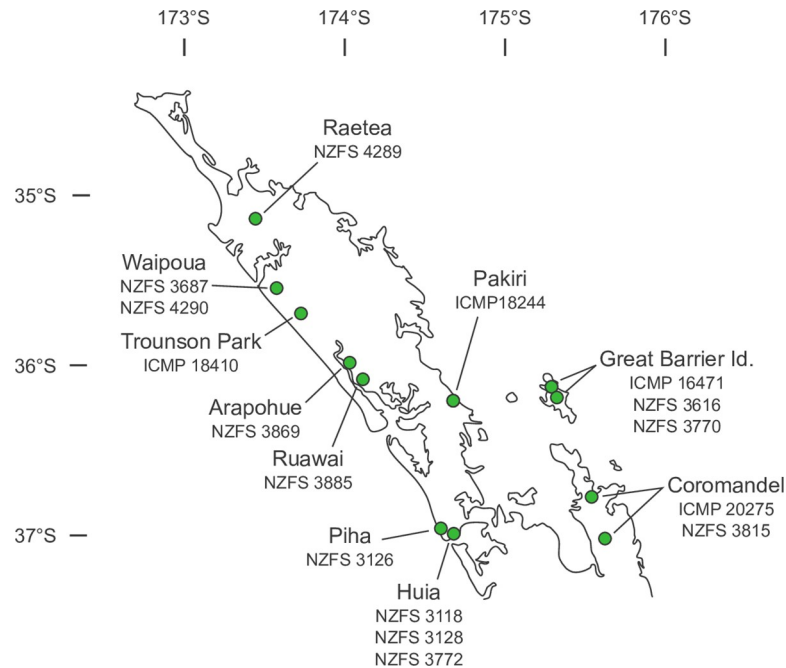 173°S 174°S 175°S 176°S
Raetea
NZFS 4289
35°S
Waipoua
NZFS 3687
NZFS 4290
Pakiri
ICMP18244
Trounson Park
ICMP 18410
36°S
Great Barrier Id.
ICMP 16471
NZFS 3616
NZFS 3770
Arapohue
NZFS 3869
Ruawai
NZFS 3885
Coromandel
ICMP 20275
NZFS 3815
37°S
Piha
NZFS 3126
Huia
NZFS 3118
NZFS 3128
NZFS 3772